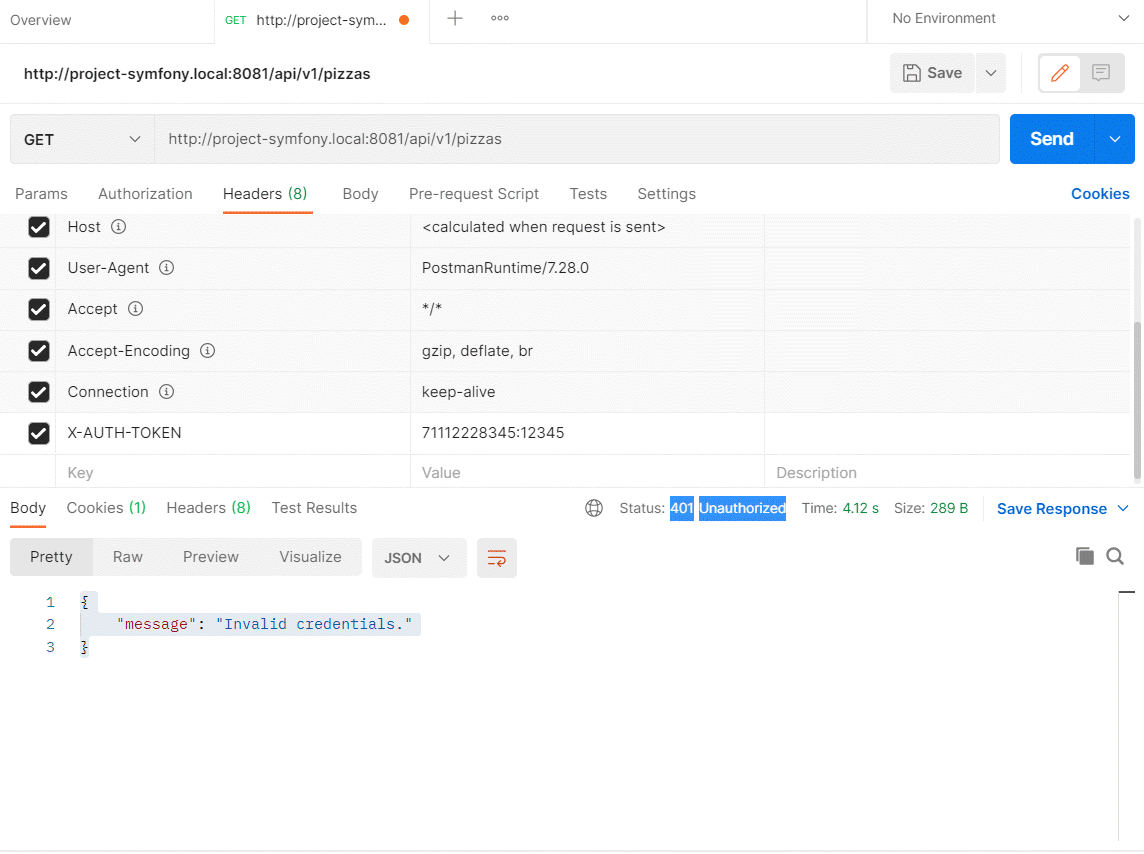 Overview
GET http://project-sym...
No Environment
http://project-symfony.local:8081/api/v1/pizzas
Save
GET
http://project-symfony.local:8081/api/v1/pizzas
Send
Params Authorization Headers (8) Body Pre-request Script Tests Settings Cookies
Host <calculated when request is sent>
User-Agent PostmanRuntime/7.28.0
Accept */*
Accept-Encoding gzip, deflate, br
Connection keep-alive
X-AUTH-TOKEN 71112228345:12345
Key Value Description
Body Cookies (1) Headers (8) Test Results Status: 401 Unauthorized Time: 4.12 s Size: 289 B Save Response
Pretty Raw Preview Visualize JSON
1 {
2 "message": "Invalid credentials."
3 }